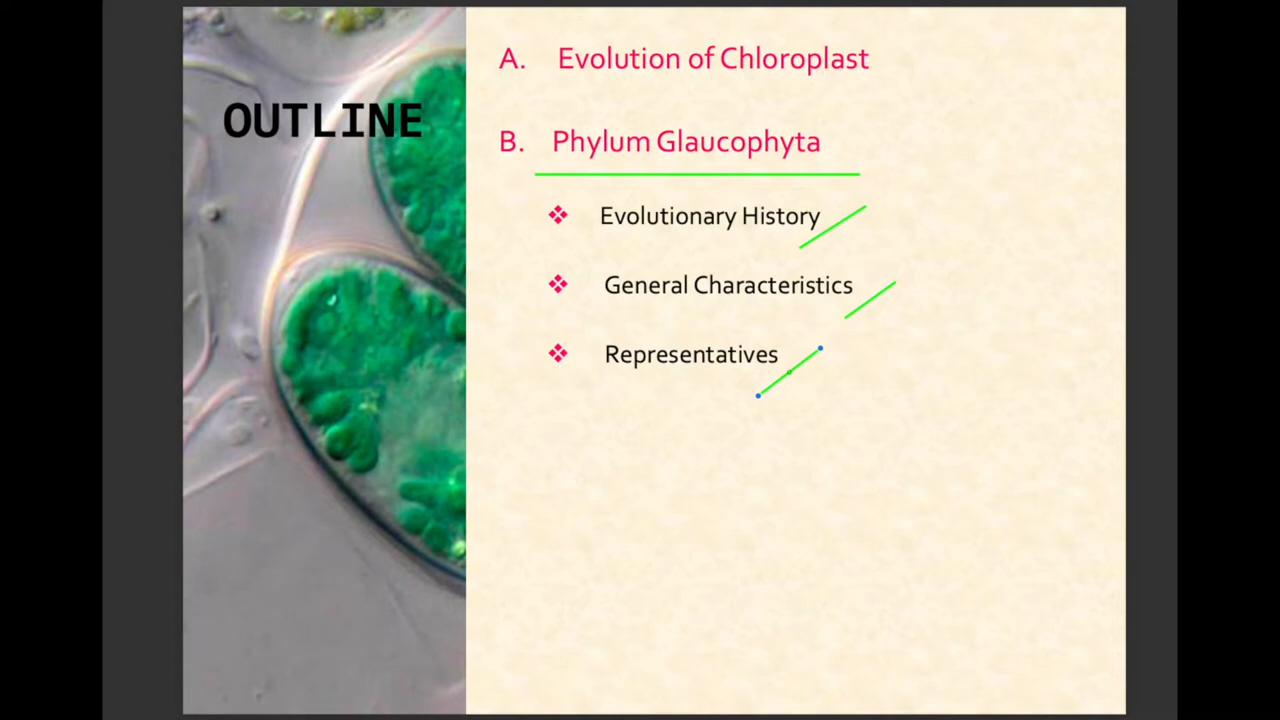 OUTLINE
A. Evolution of Chloroplast
B. Phylum Glaucophyta
❖ Evolutionary History
❖ General Characteristics
❖ Representatives